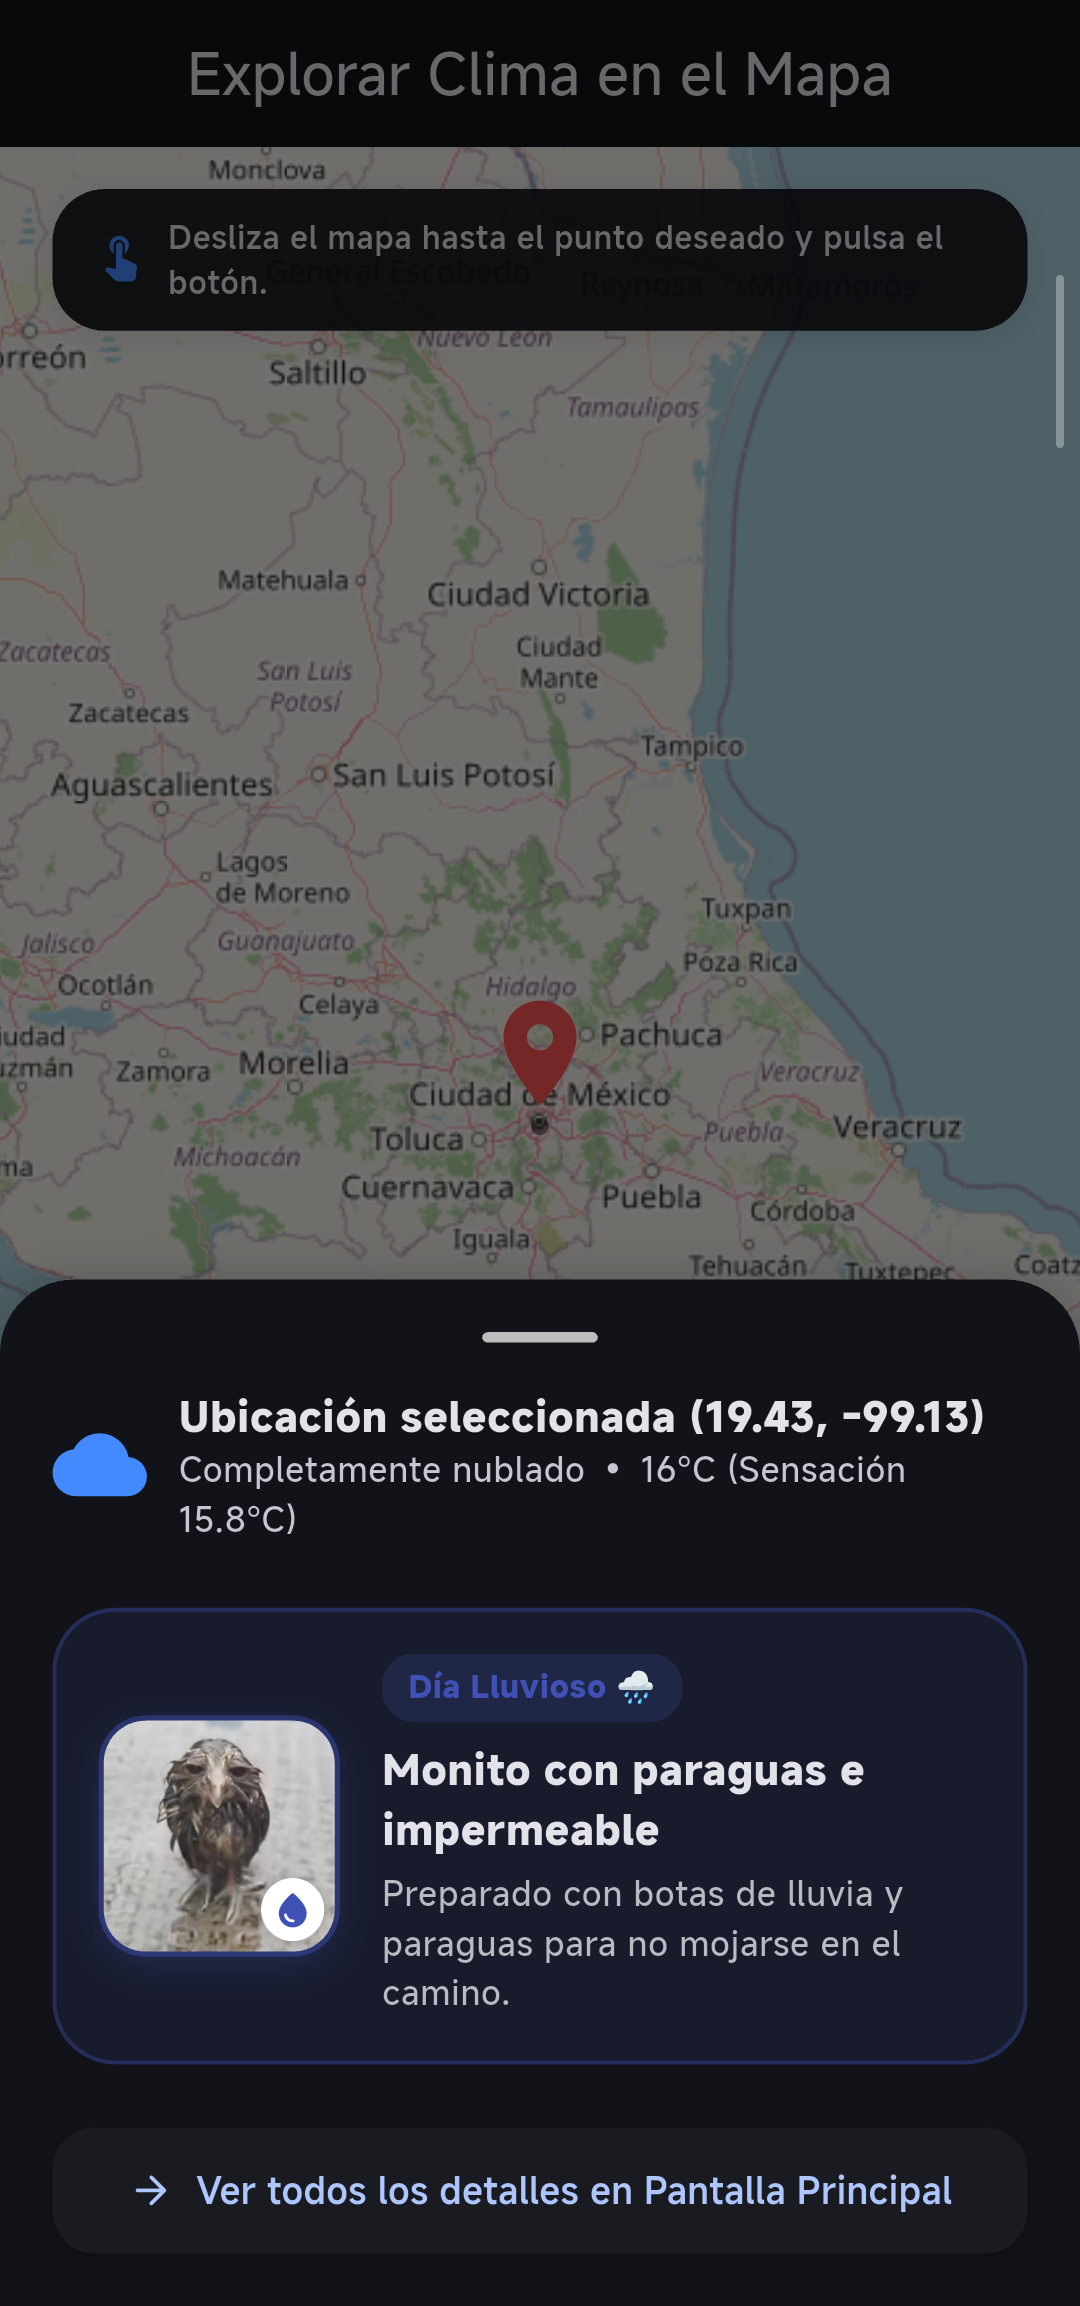 Explorar Clima en el Mapa
Monclova
Desliza el mapa hasta el punto deseado y pulsa el
botón.
General Escobedo
Reynosa
Matamoros
Nuevo León
orreón
Saltillo
Tamaulipas
Matehuala
Ciudad Victoria
Zacatecas
Ciudad
Mante
San Luis
Potosí
Zacatecas
Tampico
Aguascalientes
San Luis Potosí
Lagos
de Moreno
Tuxpan
Jalisco
Guanajuato
Poza Rica
Ocotlán
Hidalgo
Celaya
iudad
uzmán
Pachuca
Zamora
Morelia
Veracruz
Ciudad de México
Toluca
Puebla
Veracruz
ma
Michoacán
Cuernavaca
Puebla
Córdoba
Iguala
Tehuacán
Tuxtepec
Coatz
Ubicación seleccionada (19.43, -99.13)
Completamente nublado • 16°C (Sensación
15.8°C)
Día Lluvioso 🌧️
Monito con paraguas e
impermeable
Preparado con botas de lluvia y
paraguas para no mojarse en el
camino.
Ver todos los detalles en Pantalla Principal